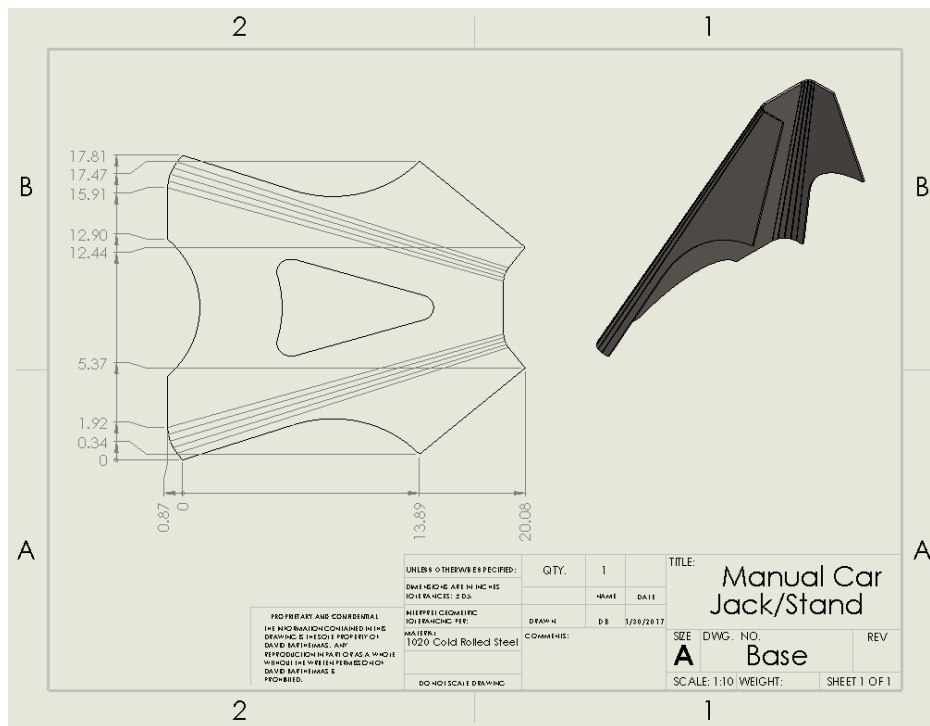 2 1
17.81
17.47
15.91
12.90
12.44
5.37
1.92
0.34
0
0.87 0 13.89 20.08
B B
A A
PROPRIETARY AND CONFIDENTIAL
THE INFORMATION CONTAINED IN THIS
DRAWING IS THE SOLE PROPERTY OF
DAVID BARTHELMAS. ANY
REPRODUCTION IN PART OR AS A WHOLE
WITHOUT THE WRITTEN PERMISSION OF
DAVID BARTHELMAS IS
PROHIBITED.
UNLESS OTHERWISE SPECIFIED:
DIMENSIONS ARE IN INCHES
TOLERANCES:
INTERPRET GEOMETRIC
TOLERANCING PER:
MATERIAL
1020 Cold Rolled Steel
DO NOT SCALE DRAWING
QTY. 1
NAME DATE
DRAWN DB 1/20/2017
COMMENTS:
TITLE:
Manual Car
Jack/Stand
SIZE DWG. NO. REV
A Base
SCALE: 1:10 WEIGHT: SHEET 1 OF 1
2 1